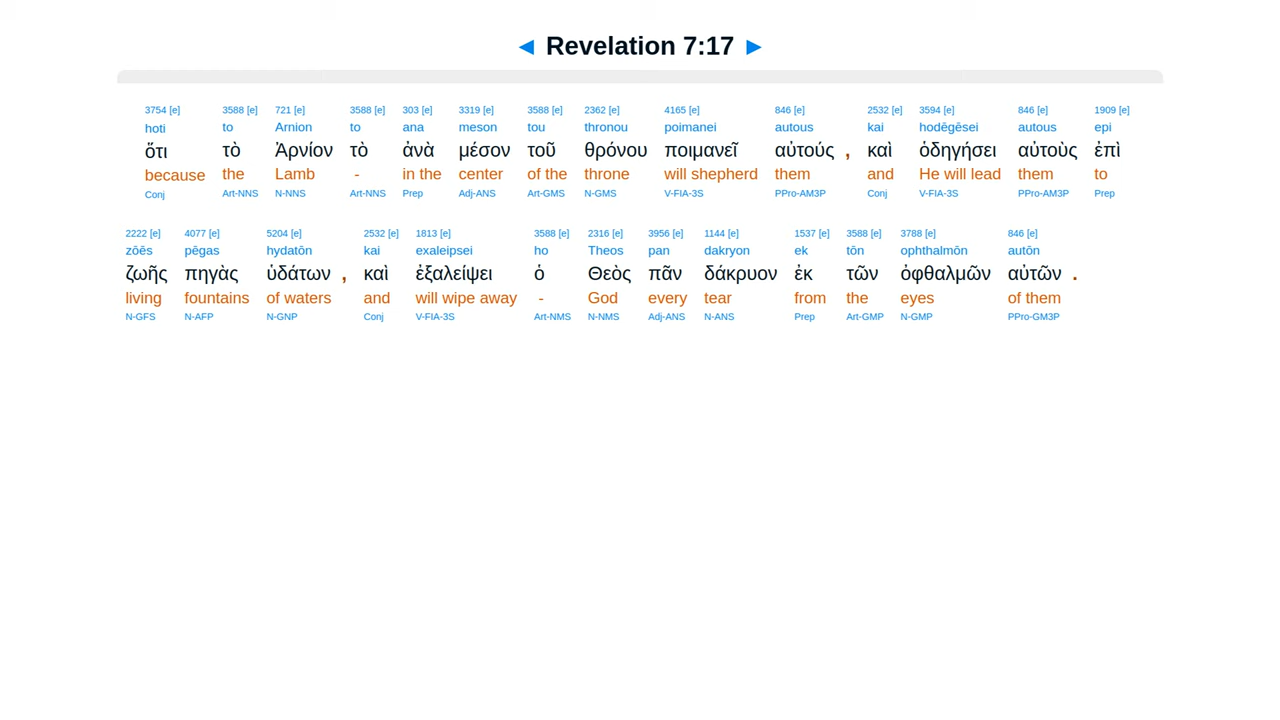 ◄ Revelation 7:17 ►
3754 [e] 3588 [e] 721 [e] 3588 [e] 303 [e] 3319 [e] 3588 [e] 2362 [e] 4165 [e] 846 [e] 2532 [e] 3594 [e] 846 [e] 1909 [e]
hoti to Arnion to ana meson tou thronou poimanei autous kai hodēgēsei autous epi
ὅτι τὸ Ἀρνίον τὸ ἀνὰ μέσον τοῦ θρόνου ποιμανεῖ αὐτούς , καὶ ὁδηγήσει αὐτοὺς ἐπὶ
because the Lamb - in the center of the throne will shepherd them and He will lead them to
Conj Art-NNS N-NNS Art-NNS Prep Adj-ANS Art-GMS N-GMS V-FIA-3S PPro-AM3P Conj V-FIA-3S PPro-AM3P Prep
2222 [e] 4077 [e] 5204 [e] 2532 [e] 1813 [e] 3588 [e] 2316 [e] 3956 [e] 1144 [e] 1537 [e] 3588 [e] 3788 [e] 846 [e]
zōēs pēgas hydatōn kai exaleipsei ho Theos pan dakryon ek tōn ophthalmōn autōn
ζωῆς πηγὰς ὑδάτων , καὶ ἐξαλείψει ὁ Θεὸς πᾶν δάκρυον ἐκ τῶν ὀφθαλμῶν αὐτῶν .
living fountains of waters and will wipe away - God every tear from the eyes of them
N-GFS N-AFP N-GNP Conj V-FIA-3S Art-NMS N-NMS Adj-ANS N-ANS Prep Art-GMP N-GMP PPro-GM3P